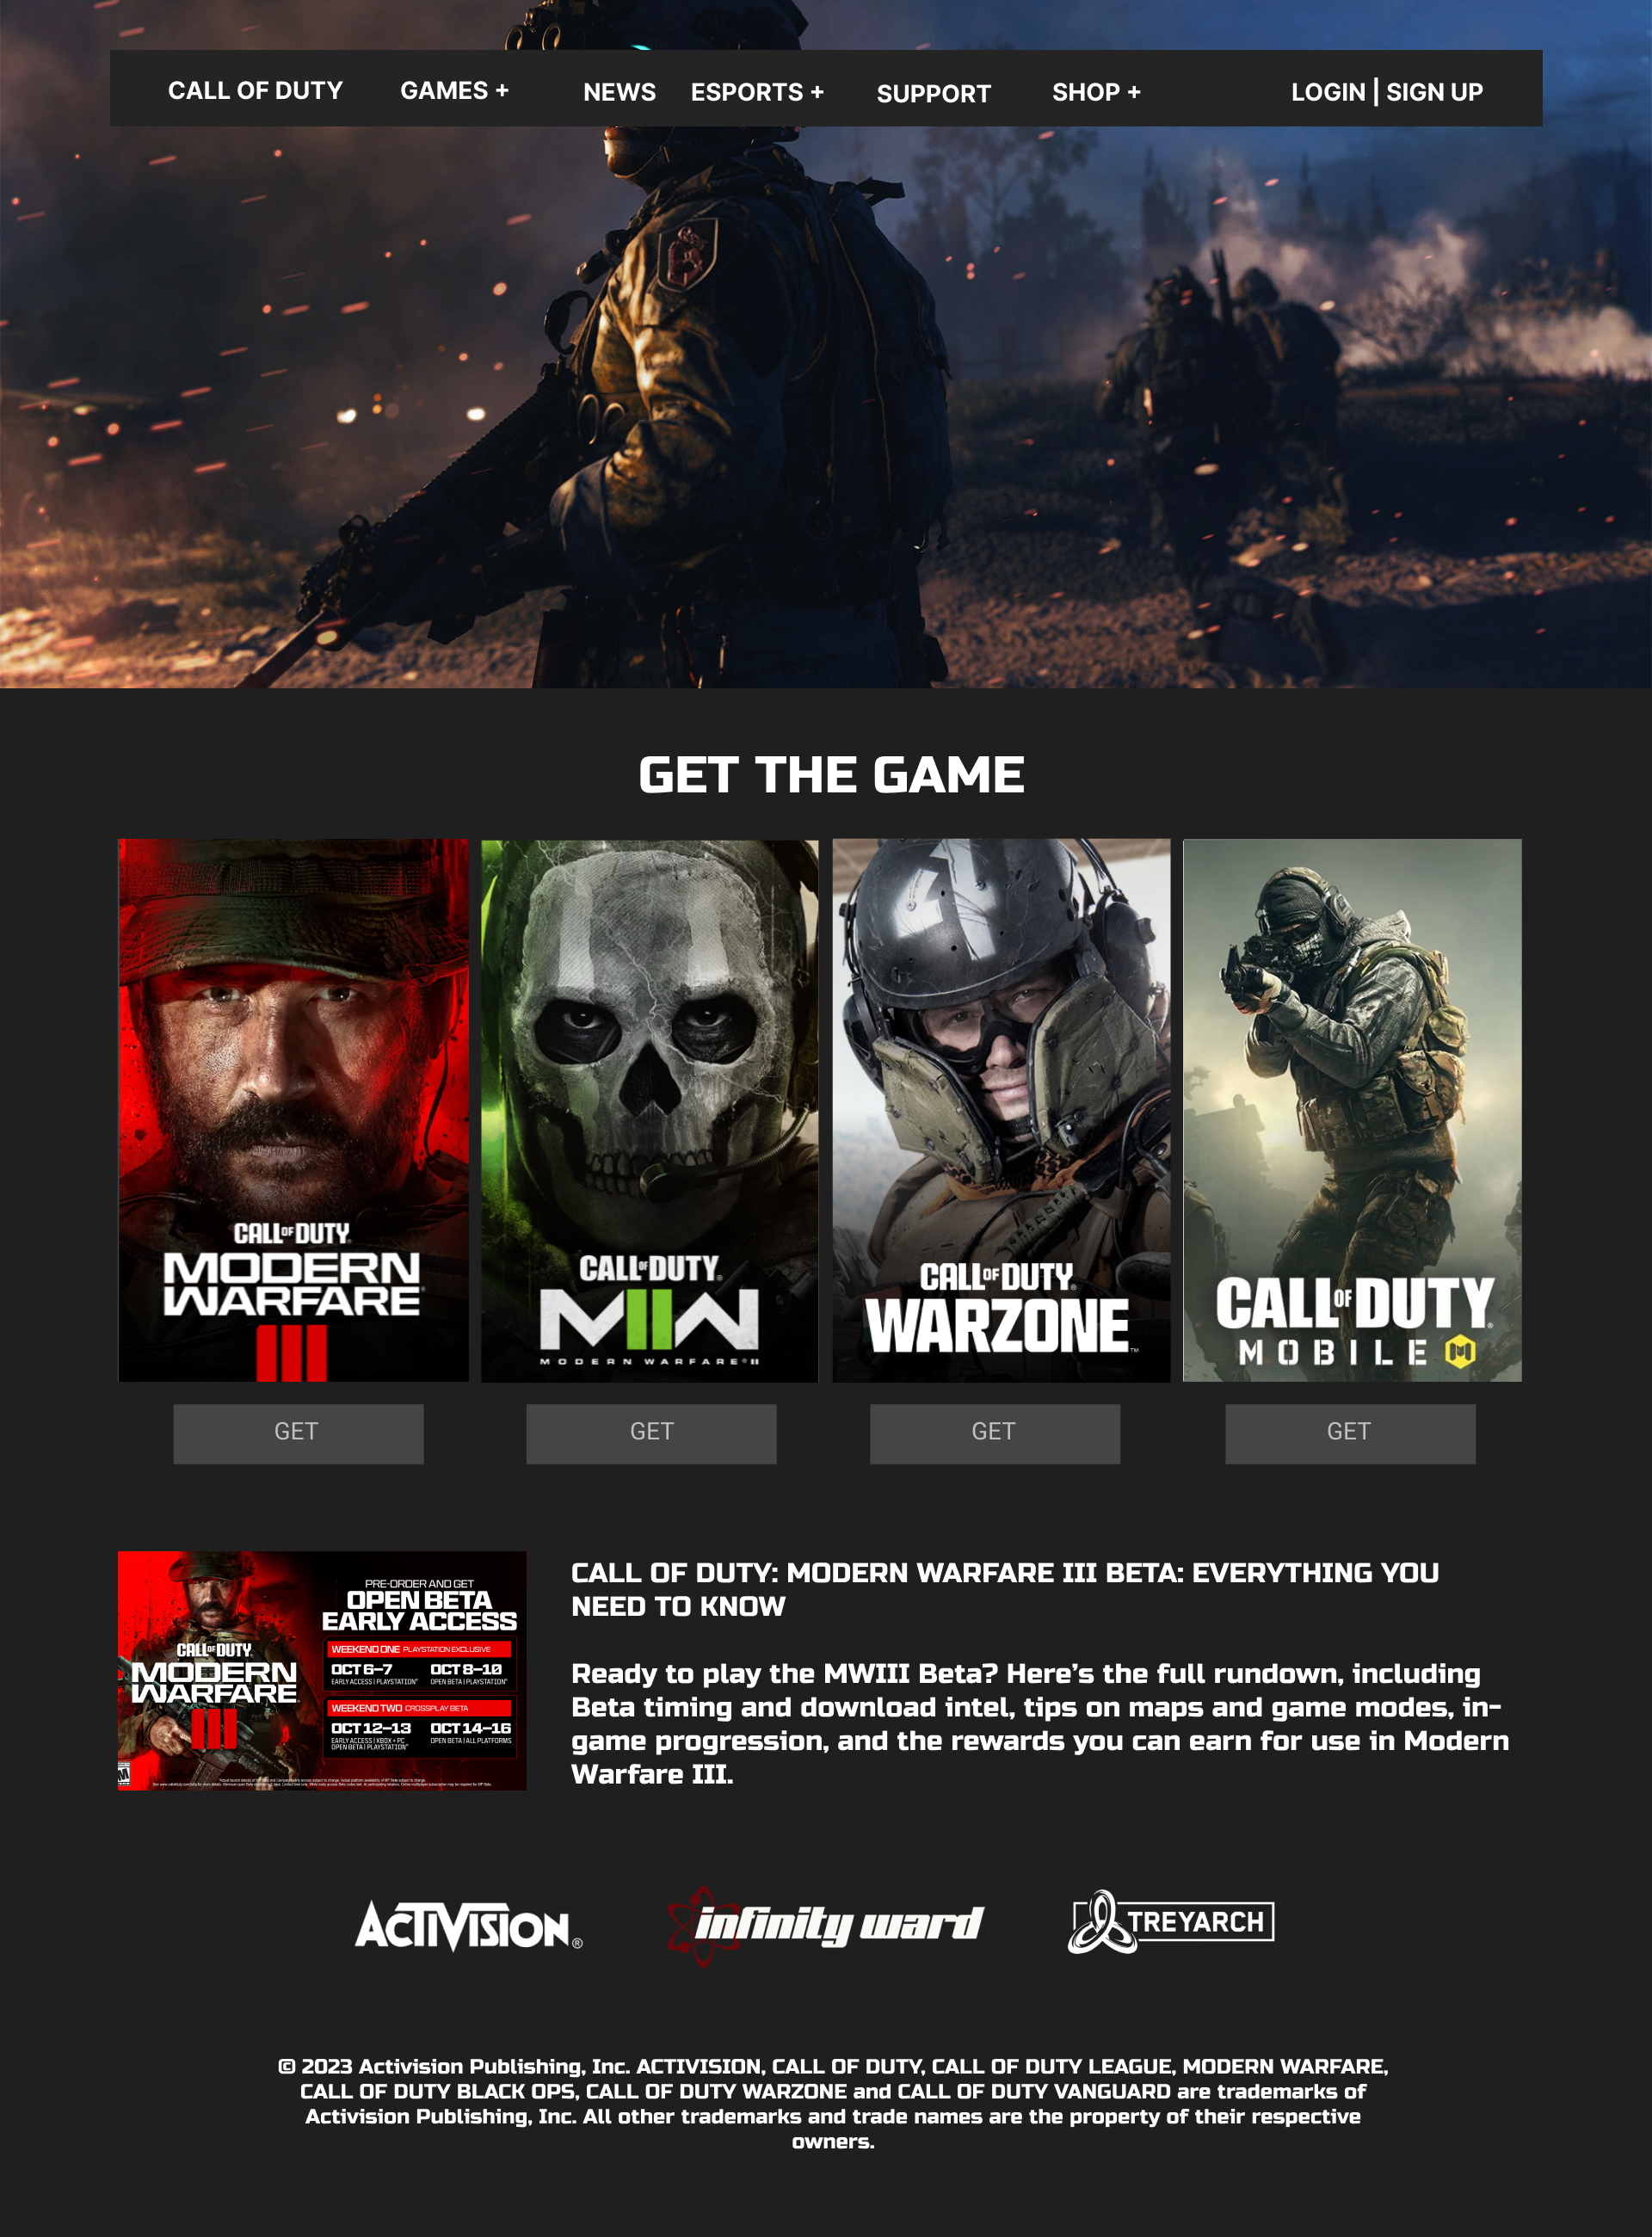 CALL OF DUTY GAMES + NEWS ESPORTS + SUPPORT SHOP + LOGIN | SIGN UP
GET THE GAME
CALL OF DUTY®
MODERN
WARFARE®
III
CALL OF DUTY®
MIIW
MODERN WARFARE® II
CALL OF DUTY®
WARZONE™
CALL OF DUTY®
MOBILE
GET
GET
GET
GET
PRE-ORDER AND GET
OPEN BETA
EARLY ACCESS
WEEKEND ONE PLAYSTATION EXCLUSIVE
OCT 6–7 OCT 8–10
EARLY ACCESS | PLAYSTATION® OPEN BETA | PLAYSTATION®
WEEKEND TWO CROSSPLAY BETA
OCT 12–13 OCT 14–16
EARLY ACCESS | XBOX + PC OPEN BETA | ALL PLATFORMS
OPEN BETA | PLAYSTATION®
CALL OF DUTY®
MODERN
WARFARE®
III
M
CALL OF DUTY: MODERN WARFARE III BETA: EVERYTHING YOU
NEED TO KNOW
Ready to play the MWIII Beta? Here’s the full rundown, including
Beta timing and download intel, tips on maps and game modes, in-
game progression, and the rewards you can earn for use in Modern
Warfare III.
ACTIVISION®
infinity ward
TREYARCH
© 2023 Activision Publishing, Inc. ACTIVISION, CALL OF DUTY, CALL OF DUTY LEAGUE, MODERN WARFARE,
CALL OF DUTY BLACK OPS, CALL OF DUTY WARZONE and CALL OF DUTY VANGUARD are trademarks of
Activision Publishing, Inc. All other trademarks and trade names are the property of their respective
owners.